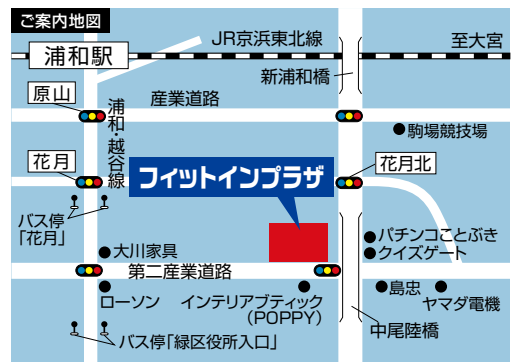 ご案内地図
JR京浜東北線
至大宮
浦和駅
新浦和橋
原山
産業道路
浦和・越谷線
駒場競技場
花月
フィットインプラザ
花月北
バス停
「花月」
大川家具
パチンコことぶき
クイズゲート
第二産業道路
ローソン
インテリアブティック
(POPPY)
島忠
ヤマダ電機
中尾陸橋
バス停「緑区役所入口」